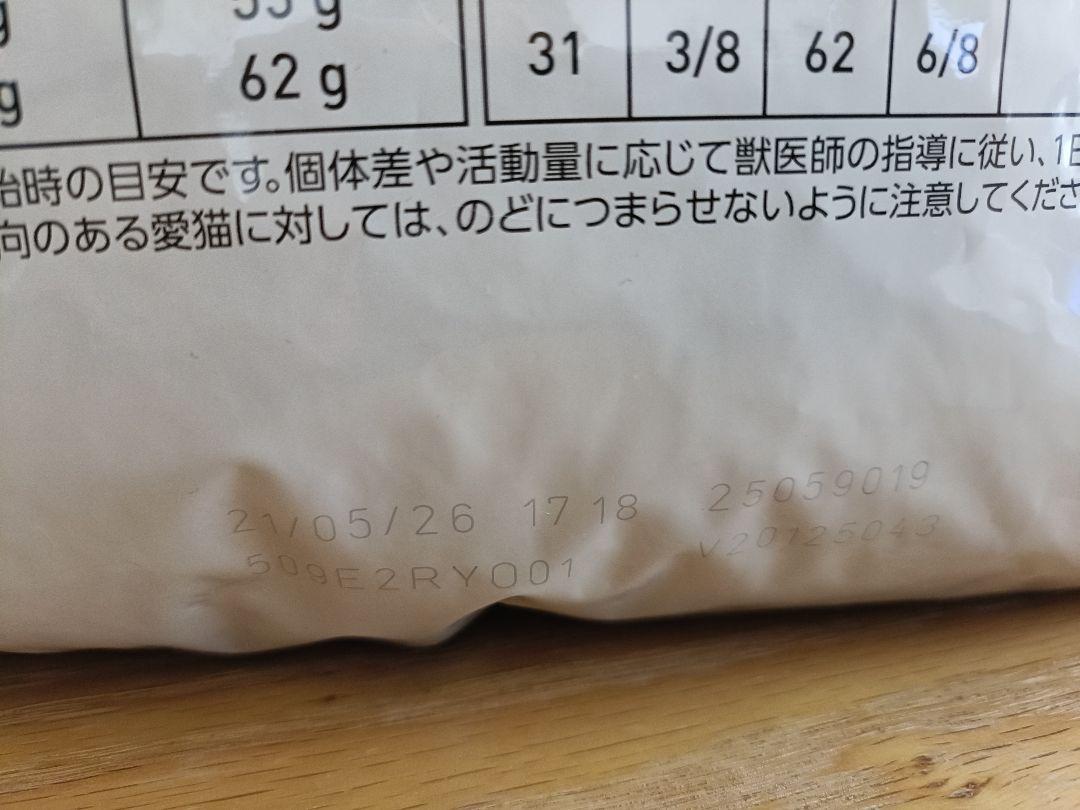 55 g
62 g
31 3/8 62 6/8
g
g
始時の目安です。個体差や活動量に応じて獣医師の指導に従い、1日
向のある愛猫に対しては、のどにつまらせないように注意してくださ
21/05/26 17 18 25059019
509E2RY001 V20125043